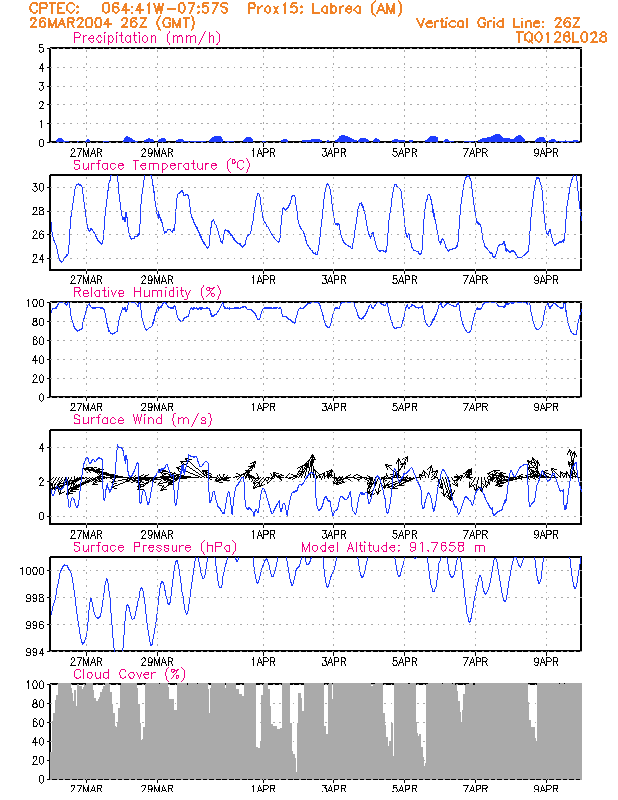 CPTEC: 064:41W-07:57S Prox15: Labrea (AM)
26MAR2004 26Z (GMT) Vertical Grid Line: 26Z
Precipitation (mm/h) TQ0126L028
5
4
3
2
1
0
27MAR 29MAR 1APR 3APR 5APR 7APR 9APR
Surface Temperature (°C)
30
28
26
24
27MAR 29MAR 1APR 3APR 5APR 7APR 9APR
Relative Humidity (%)
100
80
60
40
20
0
27MAR 29MAR 1APR 3APR 5APR 7APR 9APR
Surface Wind (m/s)
4
2
0
27MAR 29MAR 1APR 3APR 5APR 7APR 9APR
Surface Pressure (hPa) Model Altitude: 91.7658 m
1000
998
996
994
27MAR 29MAR 1APR 3APR 5APR 7APR 9APR
Cloud Cover (%)
100
80
60
40
20
0
27MAR 29MAR 1APR 3APR 5APR 7APR 9APR